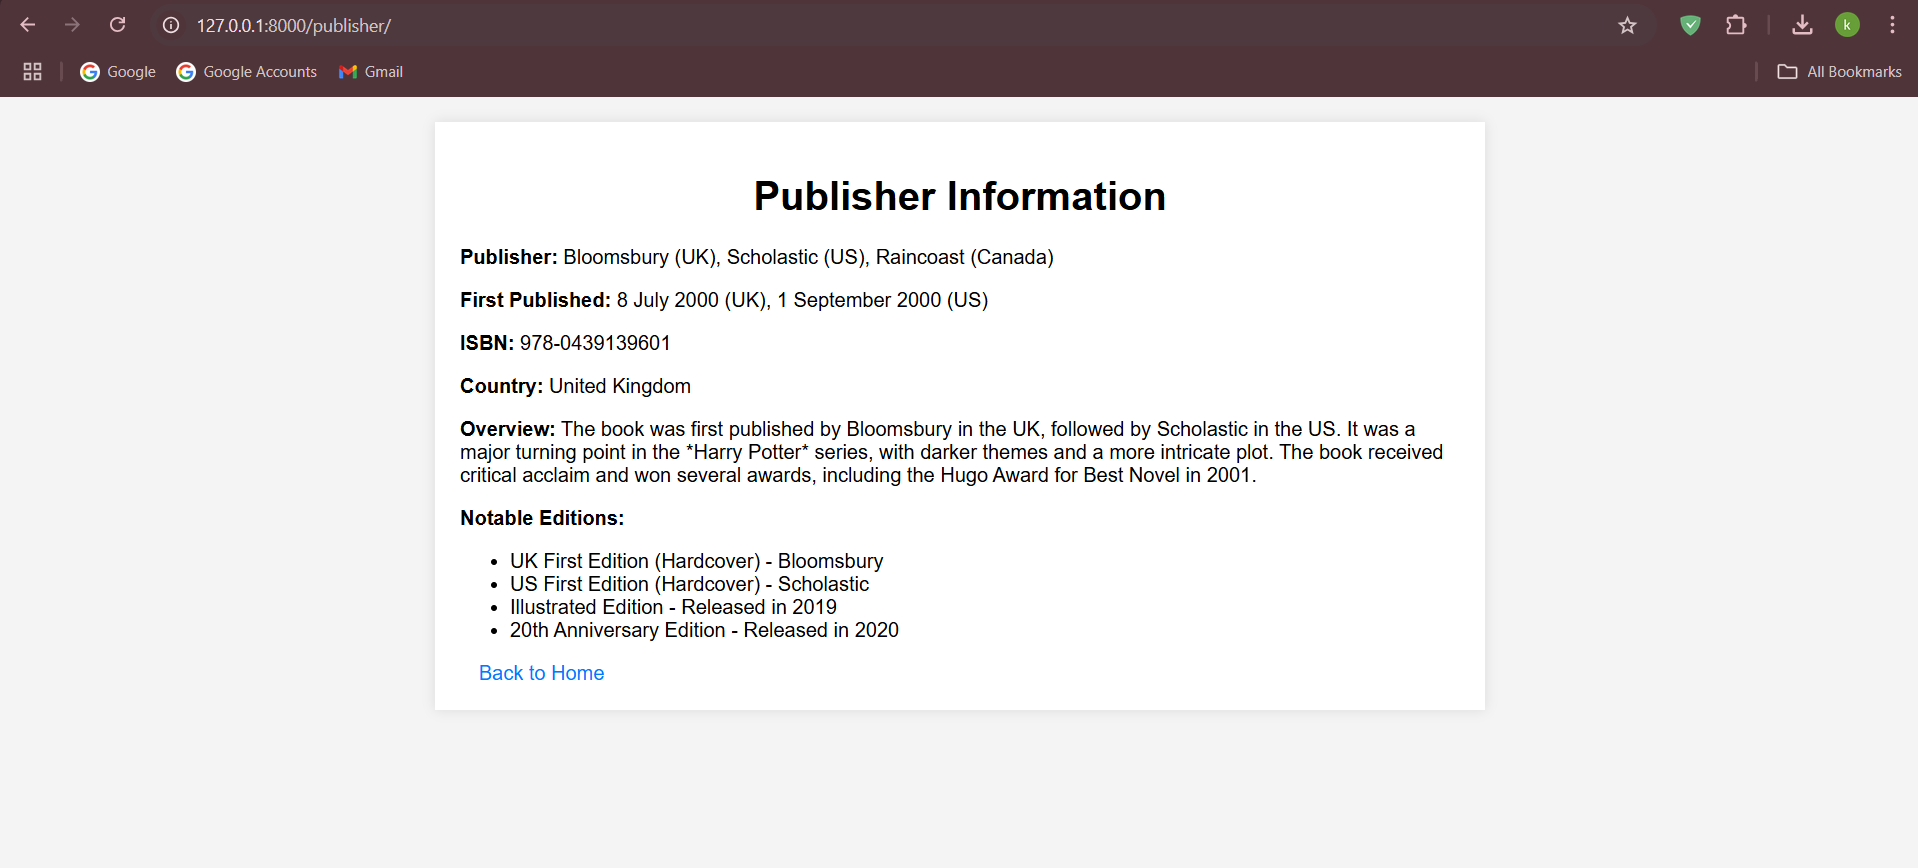 127.0.0.1:8000/publisher/
k
Google
Google Accounts
Gmail
All Bookmarks
Publisher Information
Publisher: Bloomsbury (UK), Scholastic (US), Raincoast (Canada)
First Published: 8 July 2000 (UK), 1 September 2000 (US)
ISBN: 978-0439139601
Country: United Kingdom
Overview: The book was first published by Bloomsbury in the UK, followed by Scholastic in the US. It was a
major turning point in the *Harry Potter* series, with darker themes and a more intricate plot. The book received
critical acclaim and won several awards, including the Hugo Award for Best Novel in 2001.
Notable Editions:
• UK First Edition (Hardcover) - Bloomsbury
• US First Edition (Hardcover) - Scholastic
• Illustrated Edition - Released in 2019
• 20th Anniversary Edition - Released in 2020
Back to Home